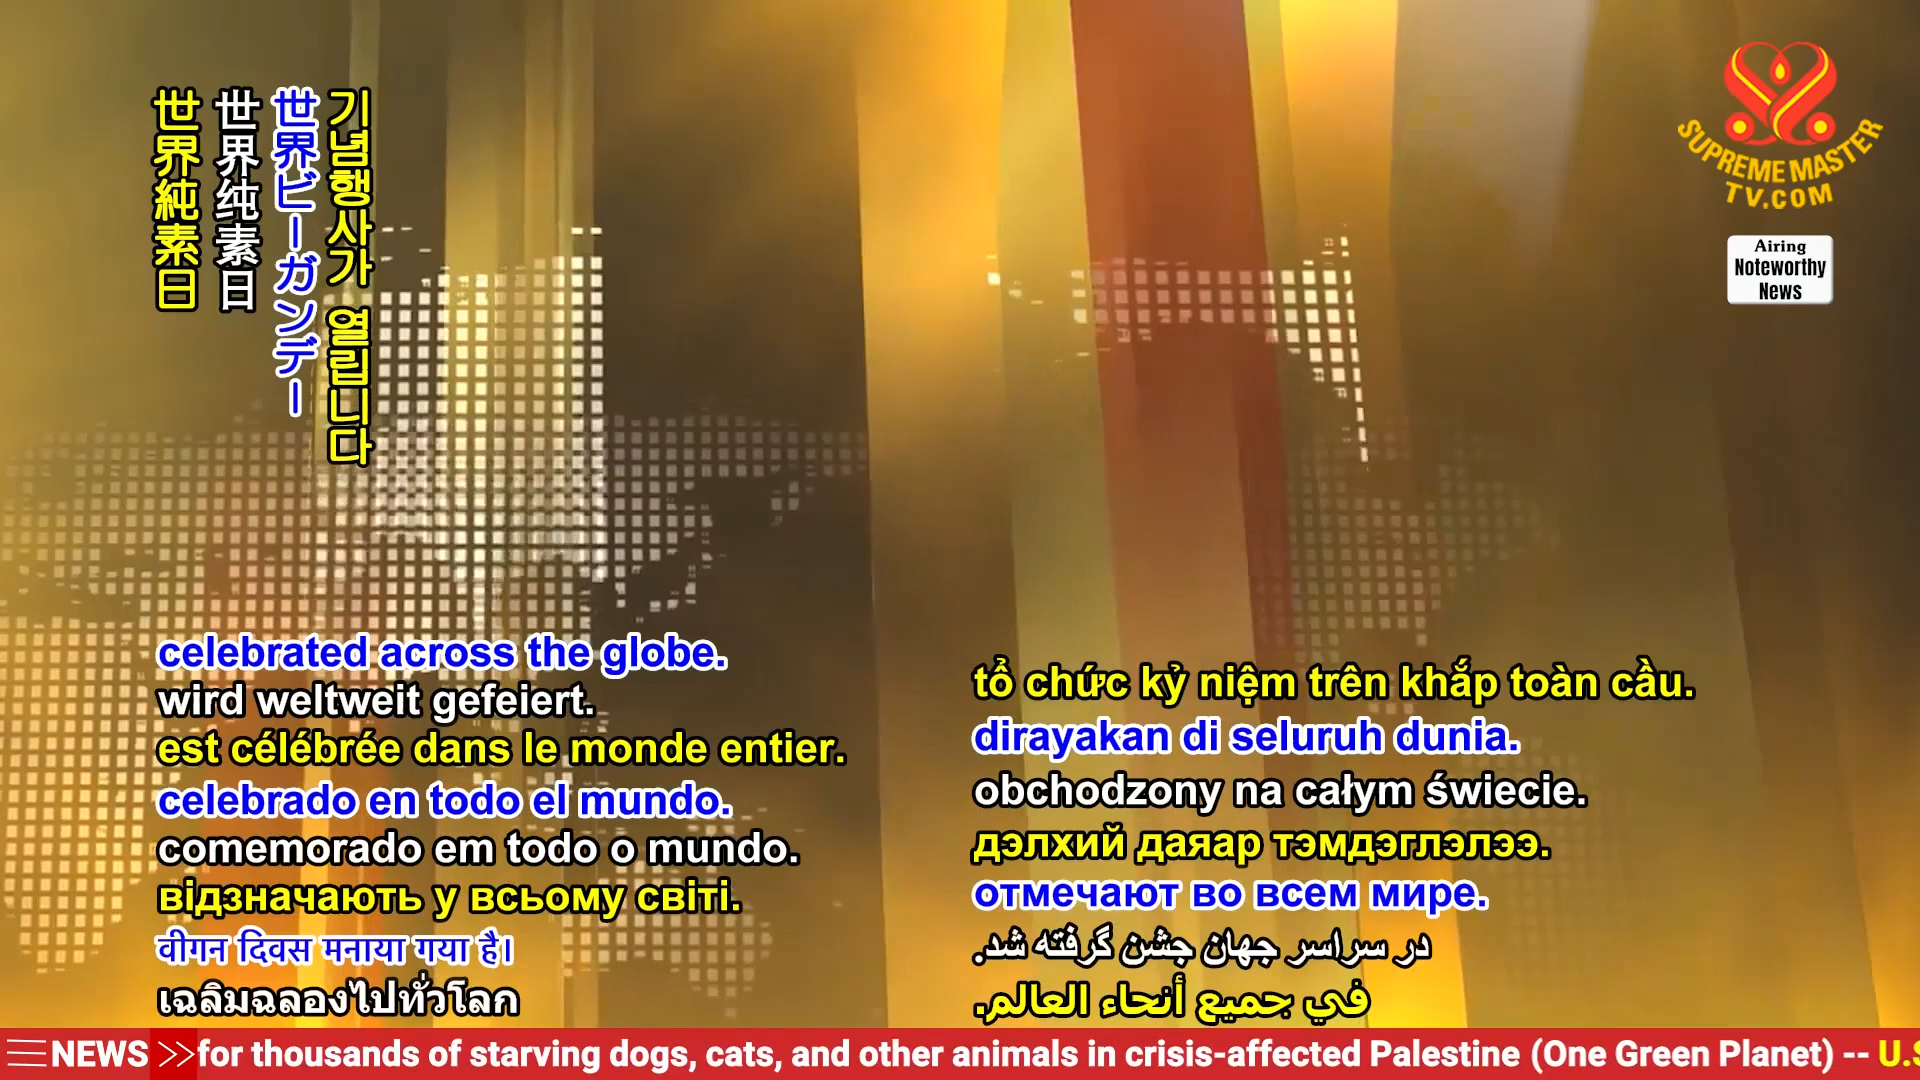 世界純素日
世界纯素日
世界ビーガンデー
기념행사가 열립니다
SUPREME MASTER
TV.COM
Airing
Noteworthy
News
celebrated across the globe.
wird weltweit gefeiert.
est célébrée dans le monde entier.
celebrado en todo el mundo.
comemorado em todo o mundo.
відзначають у всьому світі.
वीगन दिवस मनाया गया है।
เฉลิมฉลองไปทั่วโลก
tổ chức kỷ niệm trên khắp toàn cầu.
dirayakan di seluruh dunia.
obchodzony na całym świecie.
дэлхий даяар тэмдэглэлээ.
отмечают во всем мире.
در سراسر جهان جشن گرفته شد.
في جميع أنحاء العالم.
NEWS for thousands of starving dogs, cats, and other animals in crisis-affected Palestine (One Green Planet) -- U.S